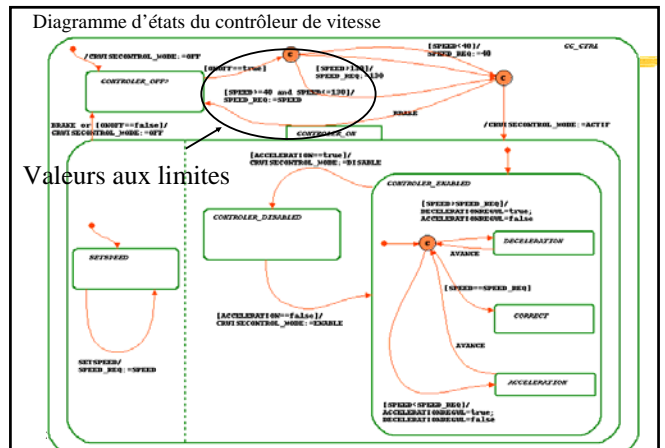 Diagramme d'états du contrôleur de vitesse
CC_CTRL
/CRUISECONTROL_MODE:=OFF
[SPEED<40]/
SPEED_REQ:=40
[ONOFF==true]
C
[SPEED>130]/
SPEED_REQ:=130
CONTROLER_OFF>
C
[SPEED>=40 and SPEED<=130]/
SPEED_REQ:=SPEED
BRAKE
BRAKE or [ONOFF==false]/
CRUISECONTROL_MODE:=OFF
CONTROLER_ON
/CRUISECONTROL_MODE:=ACTIF
Valeurs aux limites
[ACCELERATION==true]/
CRUISECONTROL_MODE:=DISABLE
CONTROLER_ENABLED
CONTROLER_DISABLED
[SPEED>SPEED_REQ]/
DECELERATIONREGUL=true;
ACCELERATIONREGUL=false
C
DECELERATION
AVANCE
SETSPEED
[SPEED==SPEED_REQ]
CORRECT
[ACCELERATION==false]/
CRUISECONTROL_MODE:=ENABLE
AVANCE
SETSPEED/
SPEED_REQ:=SPEED
ACCELERATION
[SPEED<SPEED_REQ]/
ACCELERATIONREGUL=true;
DECELERATIONREGUL=false